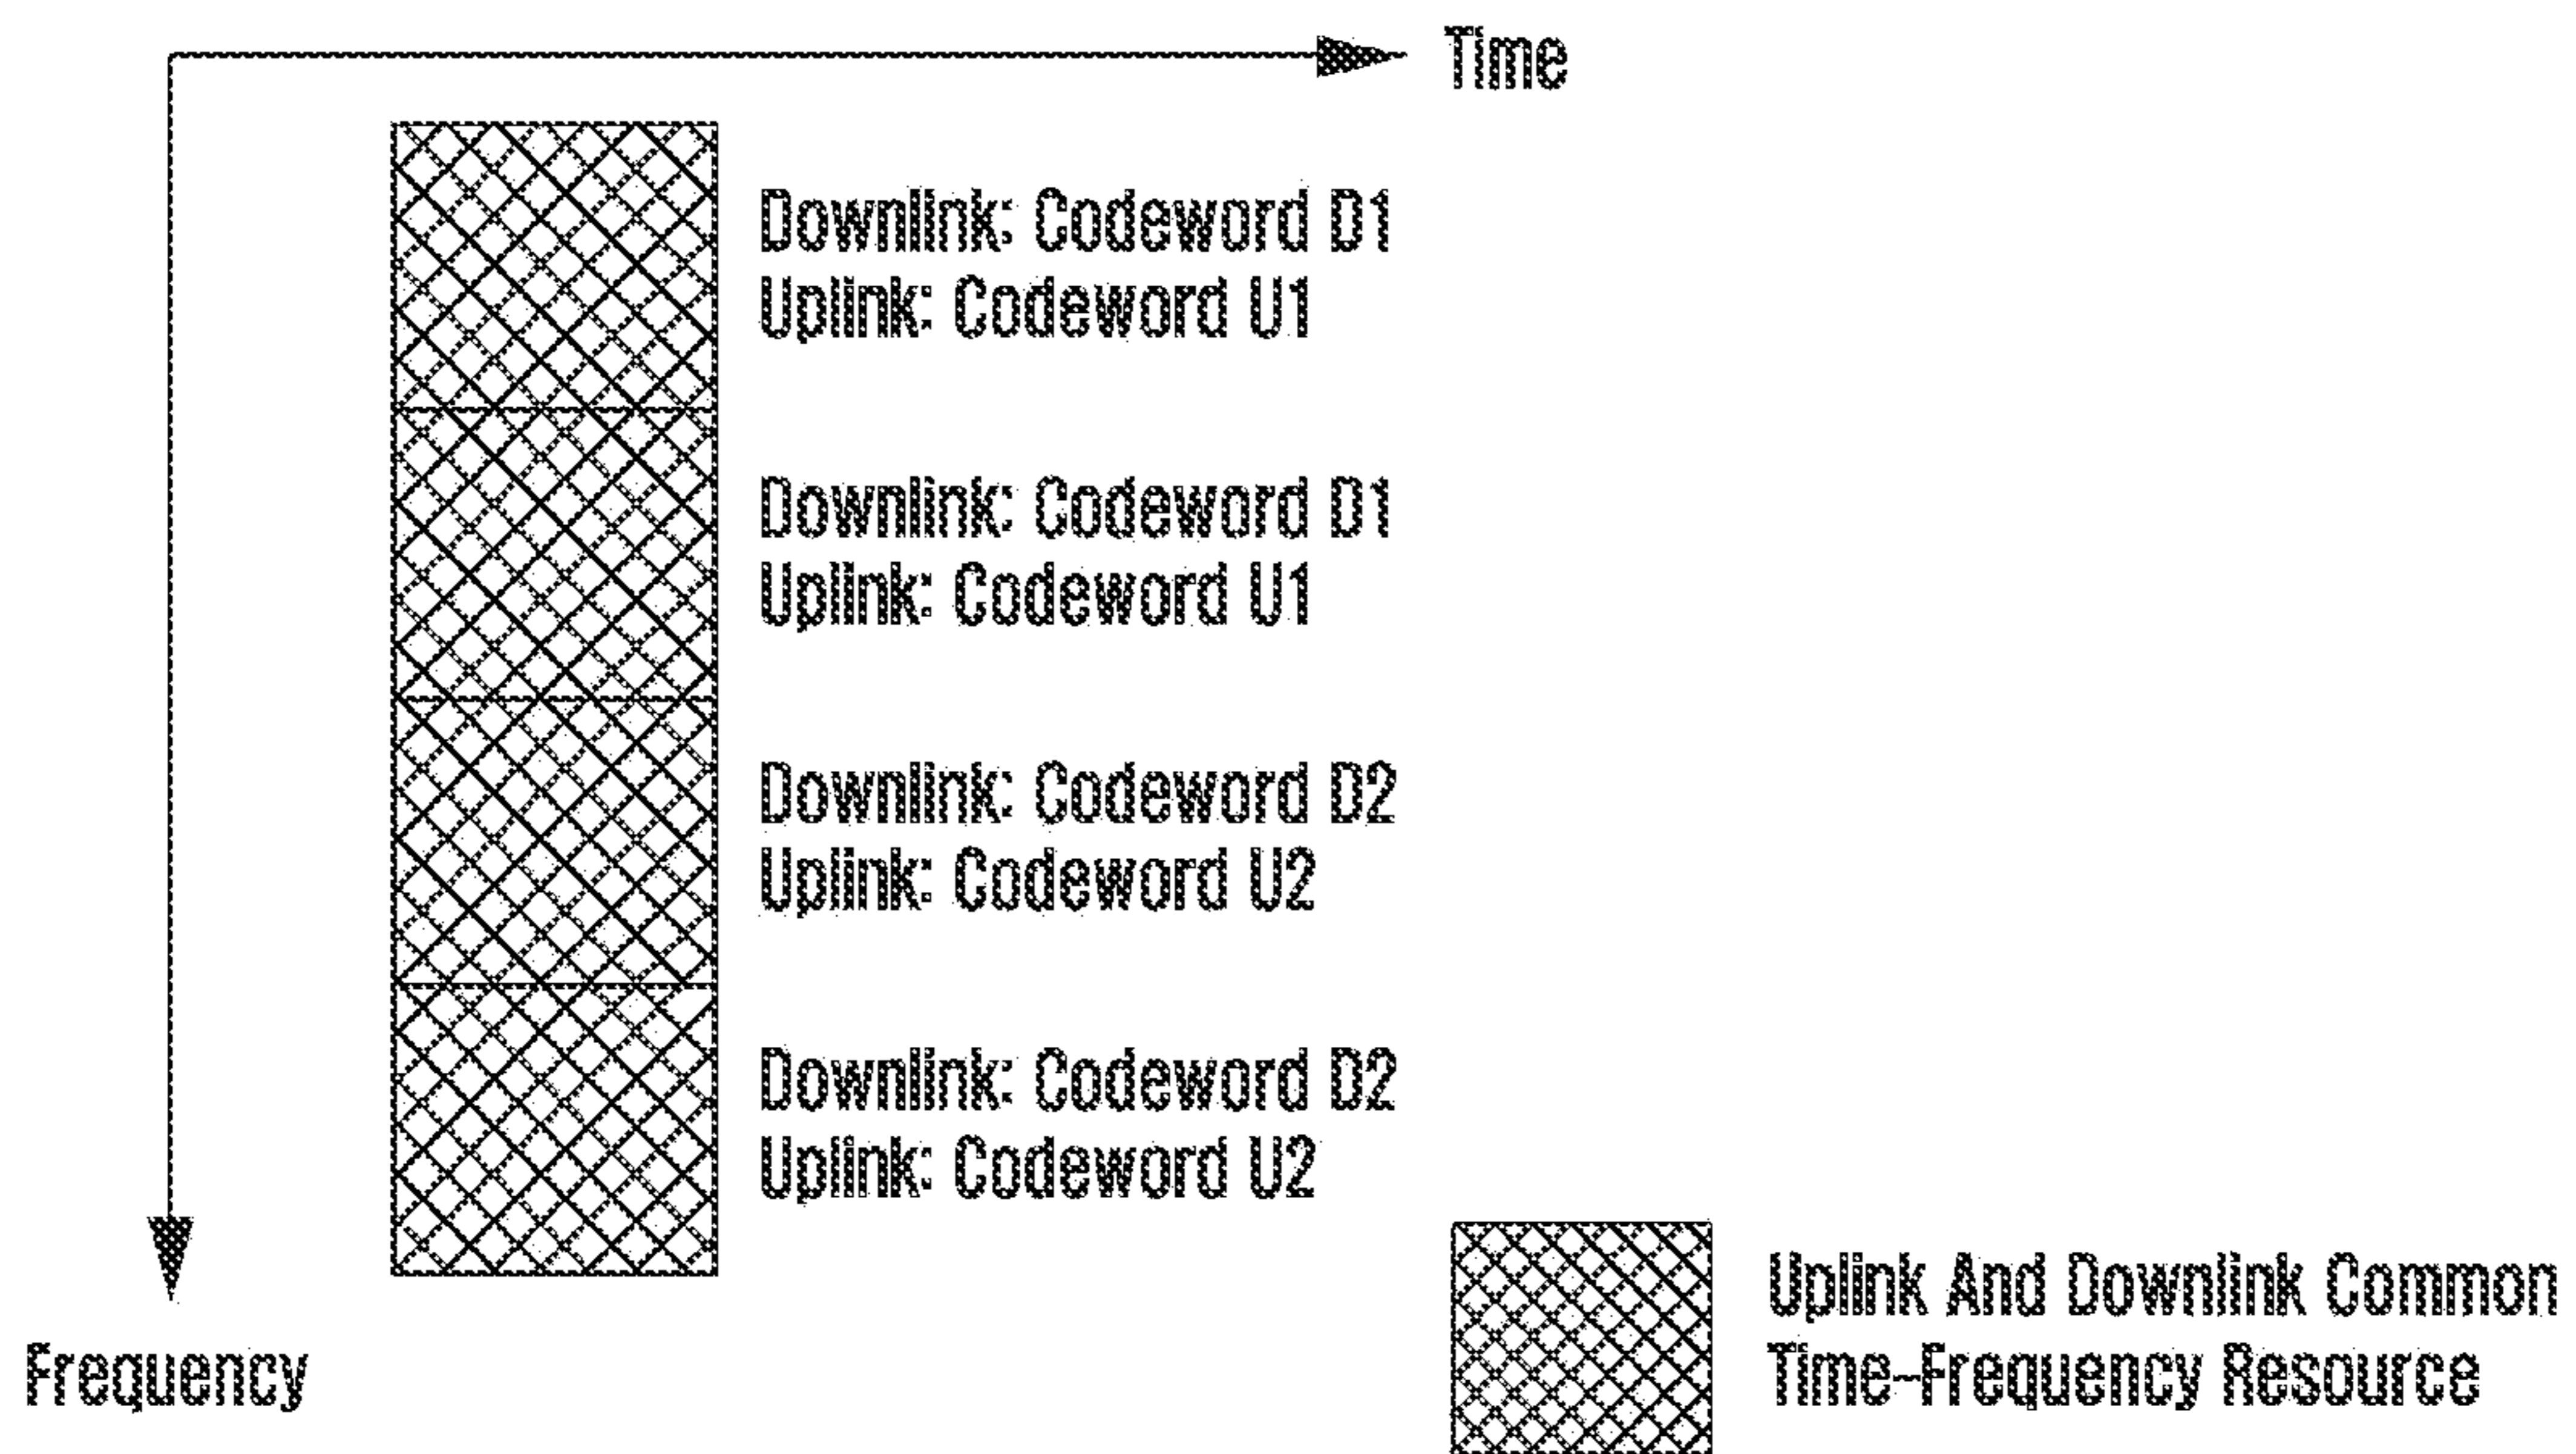 Time
Downlink: Codeword D1
Uplink: Codeword U1
Downlink: Codeword D1
Uplink: Codeword U1
Downlink: Codeword D2
Uplink: Codeword U2
Downlink: Codeword D2
Uplink: Codeword U2
Frequency
Uplink And Downlink Common
Time-Frequency Resource